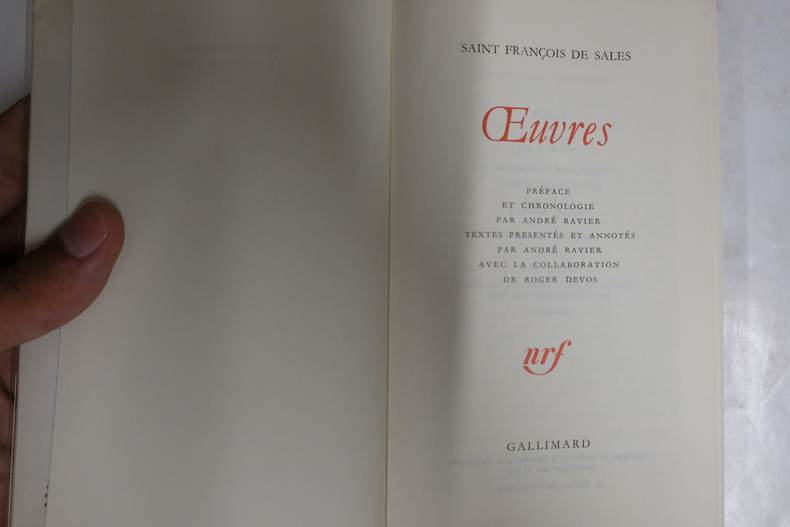 SAINT FRANÇOIS DE SALES
Œuvres
PRÉFACE
ET CHRONOLOGIE
PAR ANDRÉ RAVIER
TEXTES PRESENTÉS ET ANNOTÉS
PAR ANDRÉ RAVIER
AVEC LA COLLABORATION
DE ROGER DEVOS
nrf
GALLIMARD